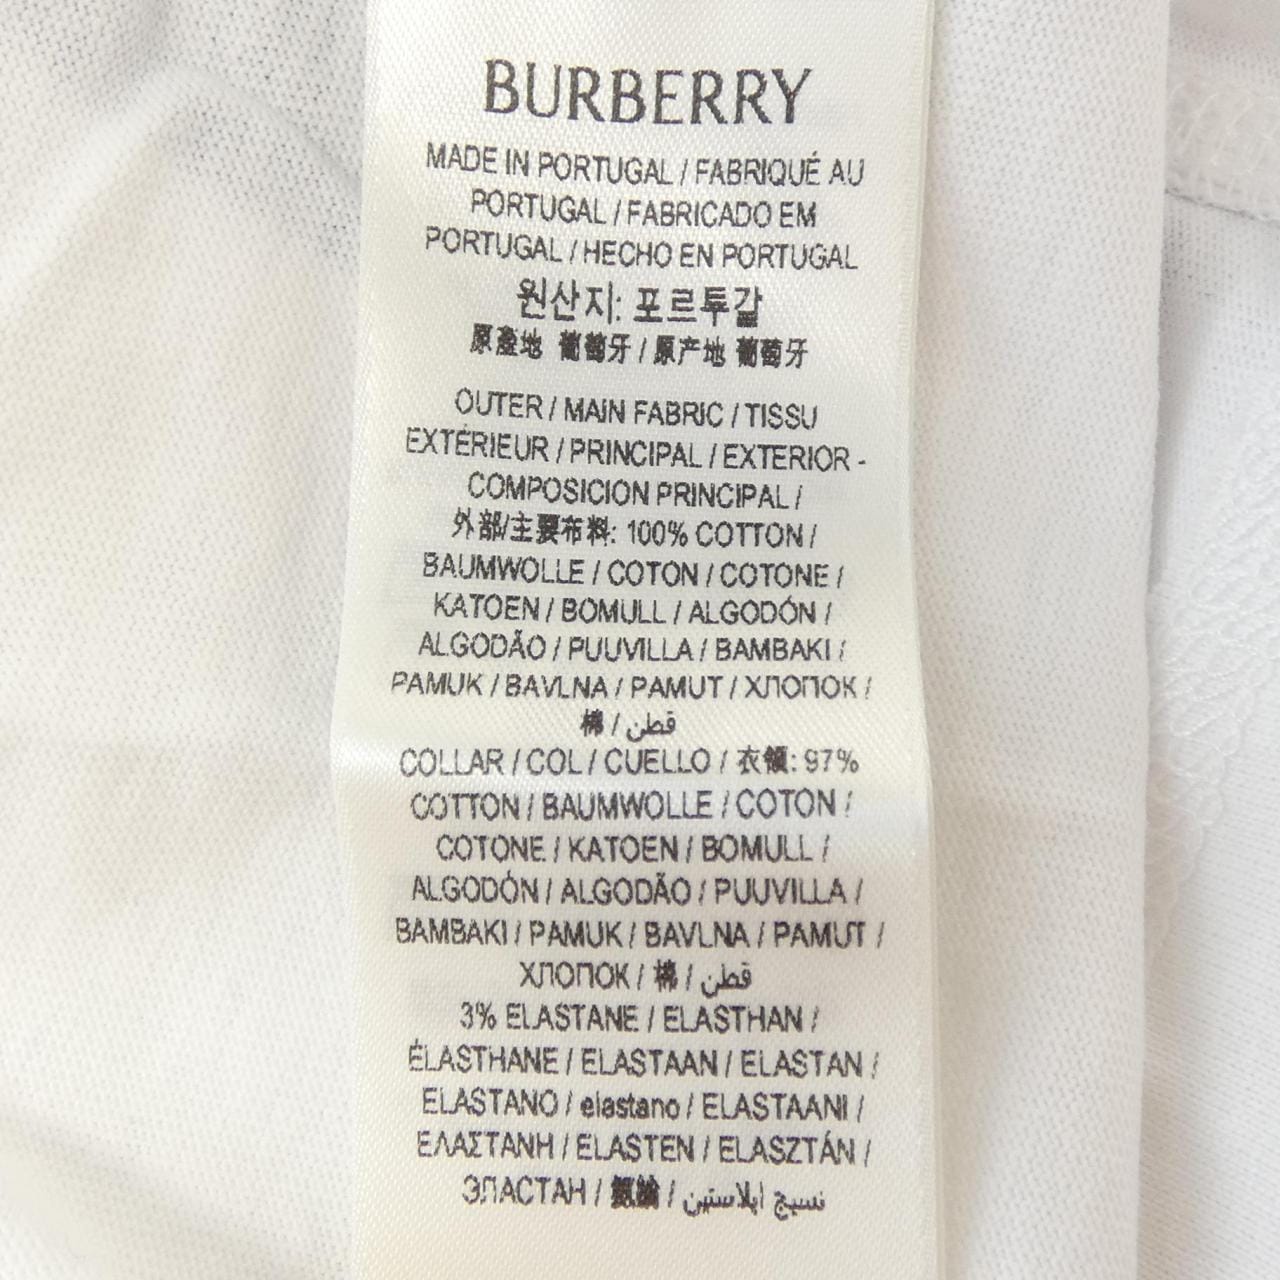 BURBERRY
MADE IN PORTUGAL / FABRIQUÉ AU
PORTUGAL / FABRICADO EM
PORTUGAL / HECHO EN PORTUGAL
원산지: 포르투갈
原產地 葡萄牙 / 原产地 葡萄牙
OUTER / MAIN FABRIC / TISSU
EXTÉRIEUR / PRINCIPAL / EXTERIOR -
COMPOSICION PRINCIPAL /
外部/主要布料: 100% COTTON /
BAUMWOLLE / COTON / COTONE /
KATOEN / BOMULL / ALGODÓN /
ALGODÃO / PUUVILLA / BAMBAKI /
PAMUK / BAVLNA / PAMUT / ХЛОПОК /
棉 / قطن
COLLAR / COL / CUELLO / 衣領: 97%
COTTON / BAUMWOLLE / COTON /
COTONE / KATOEN / BOMULL /
ALGODÓN / ALGODÃO / PUUVILLA /
BAMBAKI / PAMUK / BAVLNA / PAMUT /
ХЛОПОК / 棉 / قطن
3% ELASTANE / ELASTHAN /
ÉLASTHANE / ELASTAAN / ELASTAN /
ELASTANO / elastano / ELASTAANI /
ΕΛΑΣΤΑΝΗ / ELASTEN / ELASZTÁN /
ЭЛАСТАН / 氨綸 / نسيج ايلاستين